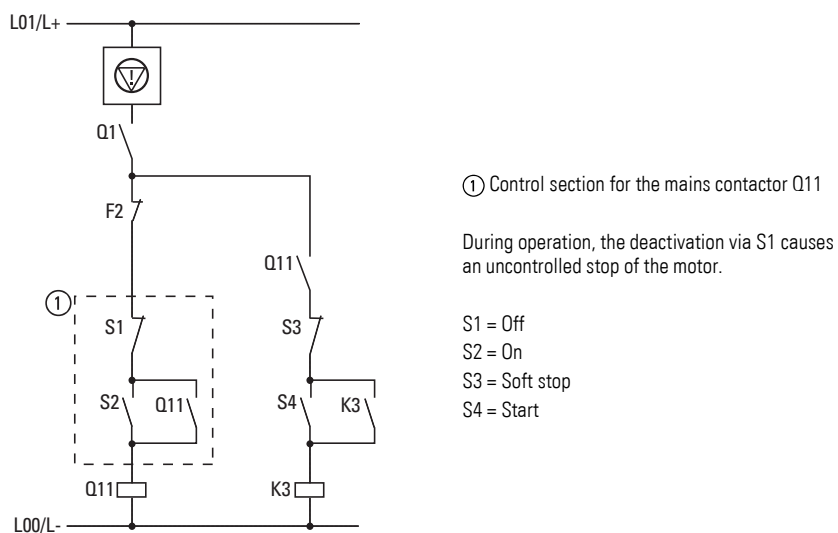 L01/L+
!
Q1
F2
Q11
1
S1
S3
S2
Q11
S4
K3
Q11
K3
L00/L-
1 Control section for the mains contactor Q11
During operation, the deactivation via S1 causes
an uncontrolled stop of the motor.
S1 = Off
S2 = On
S3 = Soft stop
S4 = Start